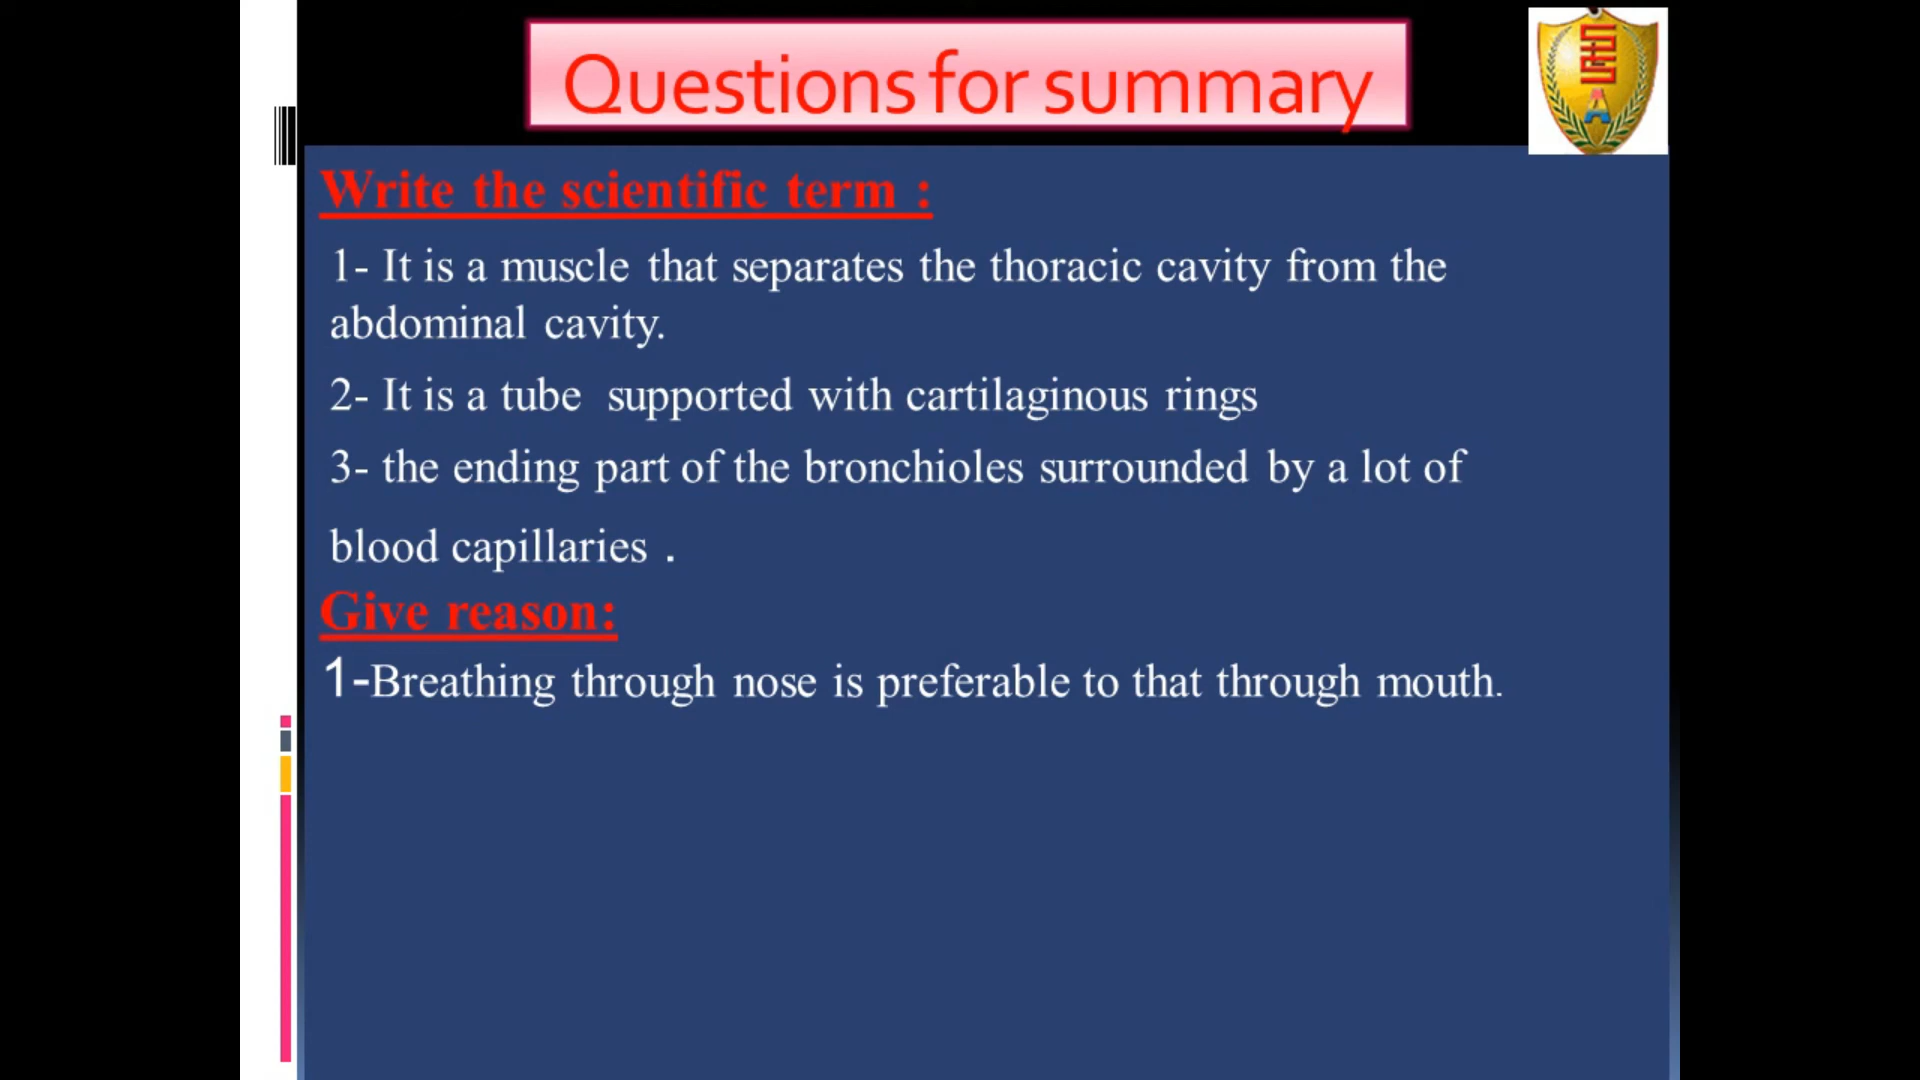 Questions for summary
Write the scientific term :
1- It is a muscle that separates the thoracic cavity from the
abdominal cavity.
2- It is a tube supported with cartilaginous rings
3- the ending part of the bronchioles surrounded by a lot of
blood capillaries .
Give reason:
1-Breathing through nose is preferable to that through mouth.